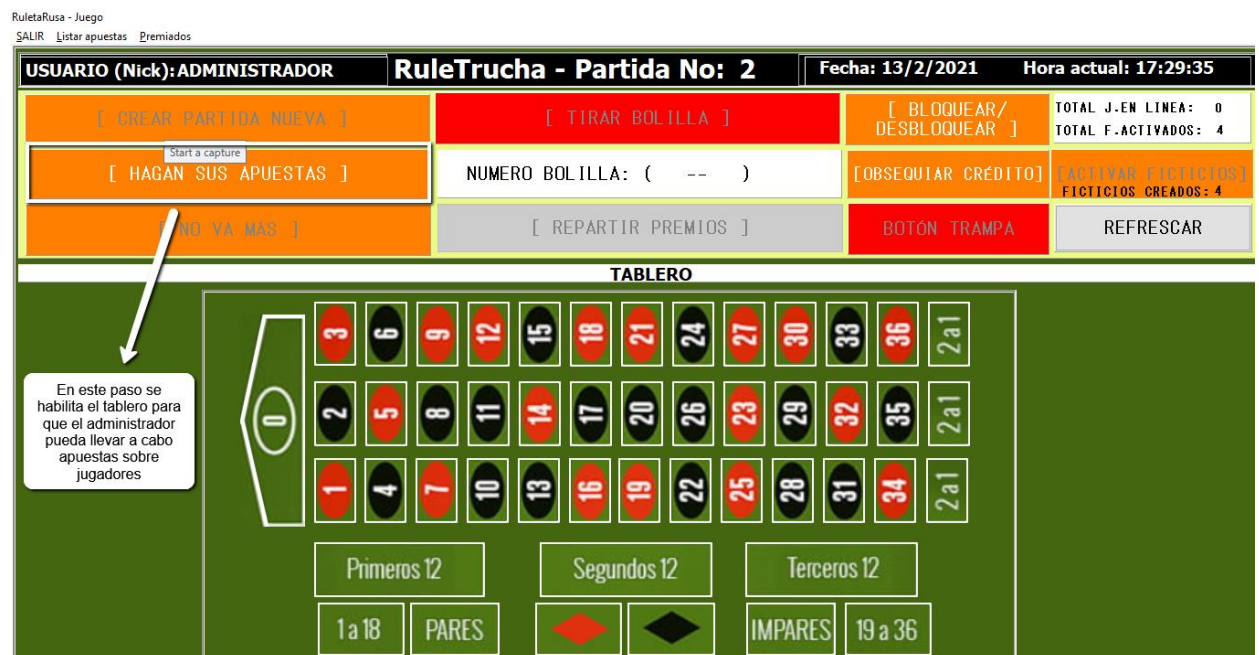 RuletaRusa - Juego
SALIR Listar apuestas Premiados
USUARIO (Nick): ADMINISTRADOR RuleTrucha - Partida No: 2 Fecha: 13/2/2021 Hora actual: 17:29:35
[ CREAR PARTIDA NUEVA ]
[ TIRAR BOLILLA ]
[ BLOQUEAR/
DESBLOQUEAR ]
TOTAL J.EN LINEA: 0
TOTAL F.ACTIVADOS: 4
Start a capture
[ HAGAN SUS APUESTAS ]
NUMERO BOLILLA: ( -- )
[OBSEQUIAR CRÉDITO]
[ACTIVAR FICTICIOS]
FICTICIOS CREADOS: 4
[ NO VA MÁS ]
[ REPARTIR PREMIOS ]
BOTÓN TRAMPA
REFRESCAR
TABLERO
En este paso se
habilita el tablero para
que el administrador
pueda llevar a cabo
apuestas sobre
jugadores
0
3 6 9 12 15 18 21 24 27 30 33 36 2 a 1
2 5 8 11 14 17 20 26 23 29 32 35 2 a 1
1 4 7 10 13 16 19 22 25 28 31 34 2 a 1
Primeros 12 Segundos 12 Terceros 12
1 a 18 PARES IMPARES 19 a 36